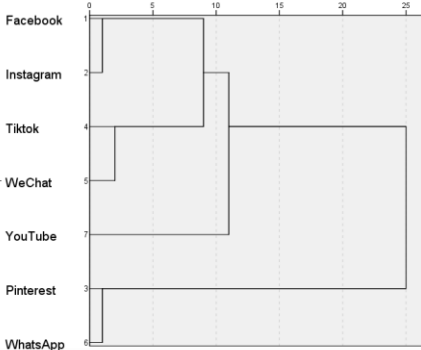 0 5 10 15 20 25
Facebook 1
Instagram 2
Tiktok 4
WeChat 5
YouTube 7
Pinterest 3
WhatsApp 6